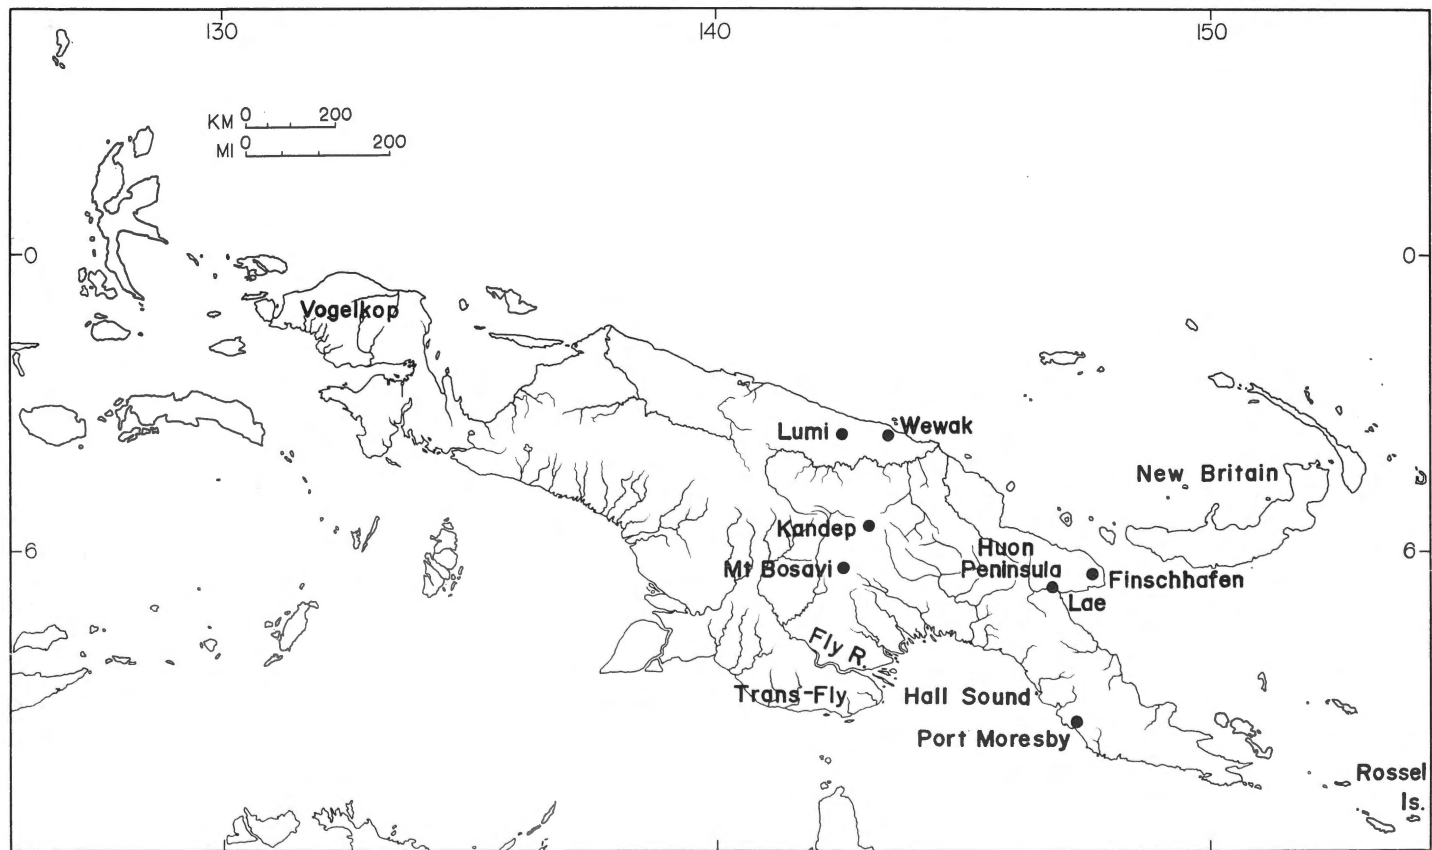 130 140 150
KM 0 200
MI 0 200
0 0
Vogelkop
Lumi Wewak
New Britain
Kandep
6 6
Huon
Peninsula
Mt Bosavi
Finschhafen
Lae
Fly R.
Trans-Fly
Hall Sound
Port Moresby
Rossel
Is.